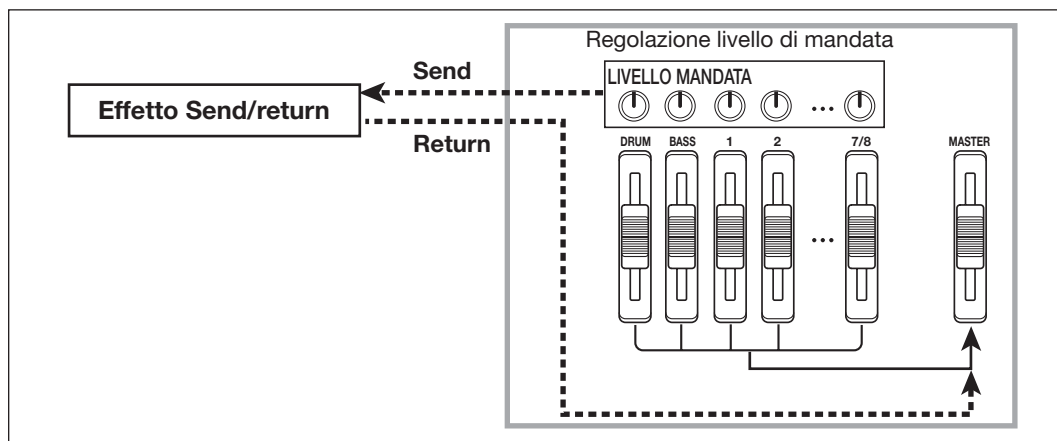 Regolazione livello di mandata
Send
LIVELLO MANDATA
Effetto Send/return
...
Return
DRUM BASS 1 2 7/8 MASTER
...